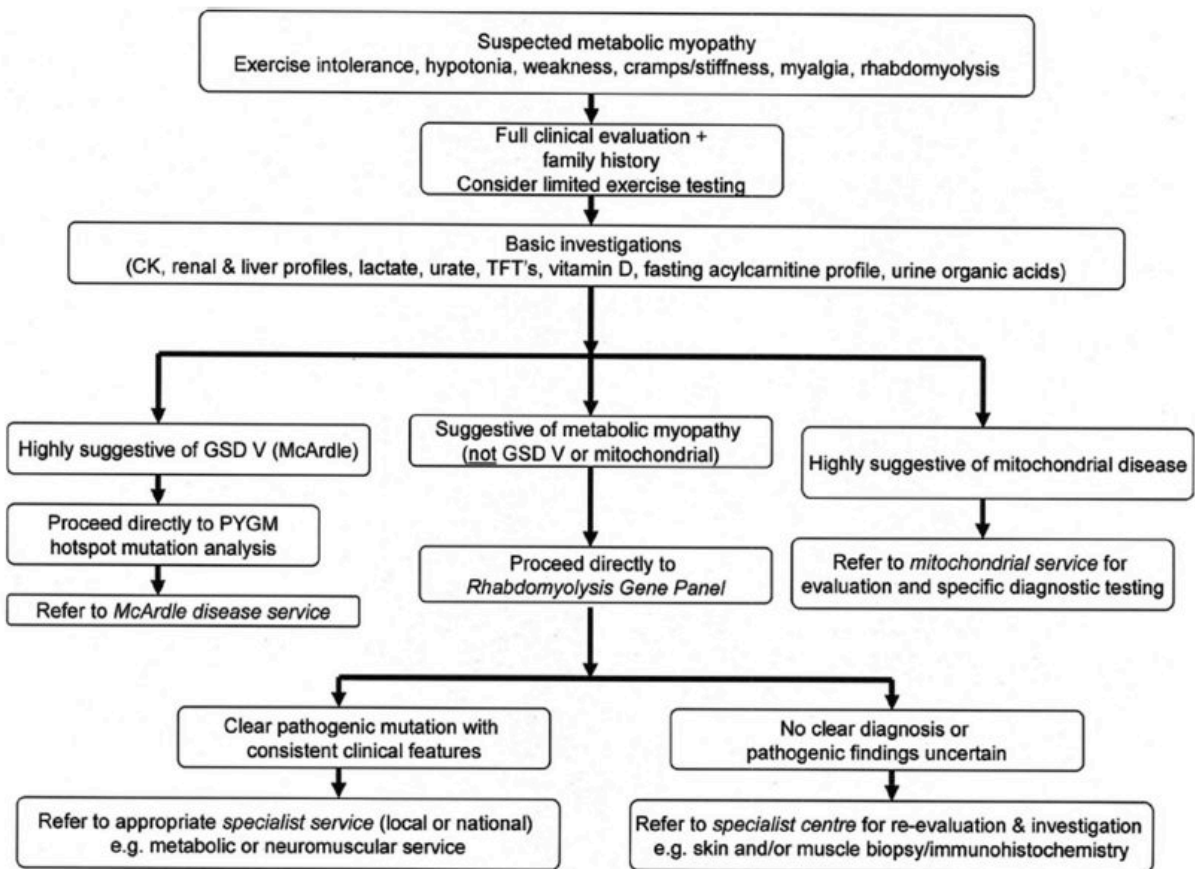 Suspected metabolic myopathy
Exercise intolerance, hypotonia, weakness, cramps/stiffness, myalgia, rhabdomyolysis
Full clinical evaluation +
family history
Consider limited exercise testing
Basic investigations
(CK, renal & liver profiles, lactate, urate, TFT's, vitamin D, fasting acylcarnitine profile, urine organic acids)
Highly suggestive of GSD V (McArdle)
Proceed directly to PYGM
hotspot mutation analysis
Refer to McArdle disease service
Suggestive of metabolic myopathy
(not GSD V or mitochondrial)
Proceed directly to
Rhabdomyolysis Gene Panel
Highly suggestive of mitochondrial disease
Refer to mitochondrial service for
evaluation and specific diagnostic testing
Clear pathogenic mutation with
consistent clinical features
Refer to appropriate specialist service (local or national)
e.g. metabolic or neuromuscular service
No clear diagnosis or
pathogenic findings uncertain
Refer to specialist centre for re-evaluation & investigation
e.g. skin and/or muscle biopsy/immunohistochemistry